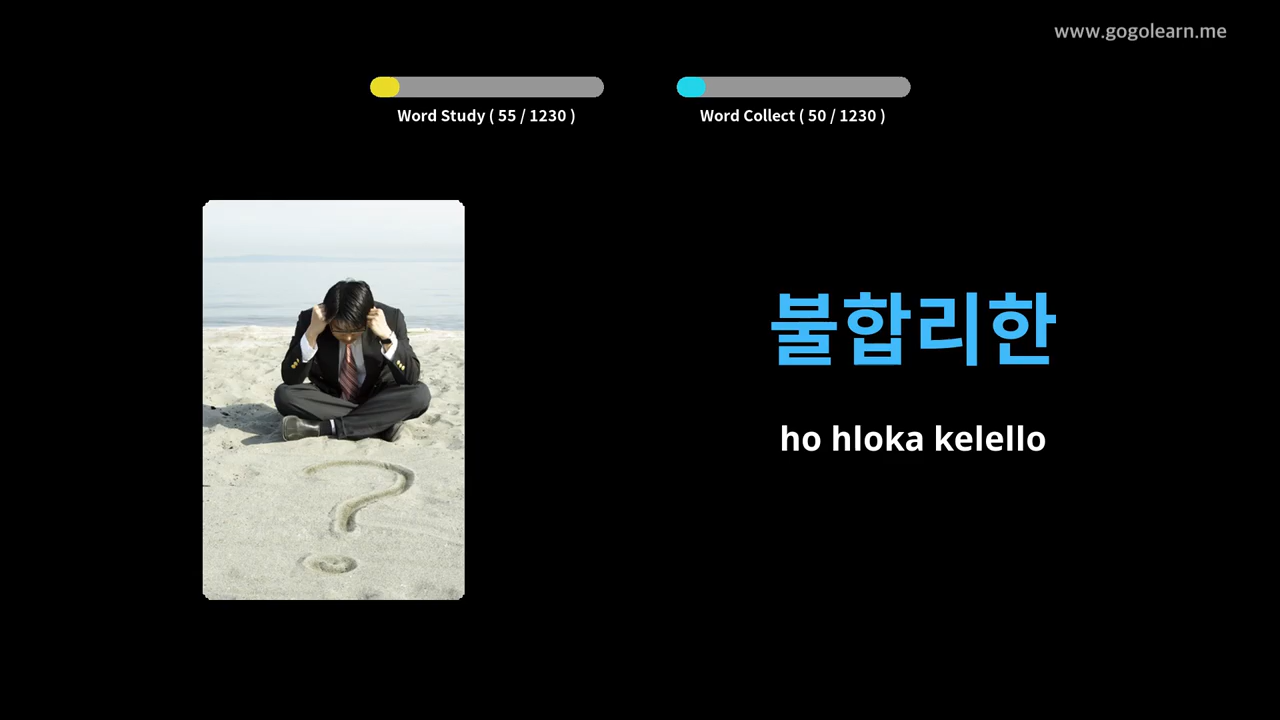 www.gogolearn.me
Word Study ( 55 / 1230 )
Word Collect ( 50 / 1230 )
불합리한
ho hloka kelello
?